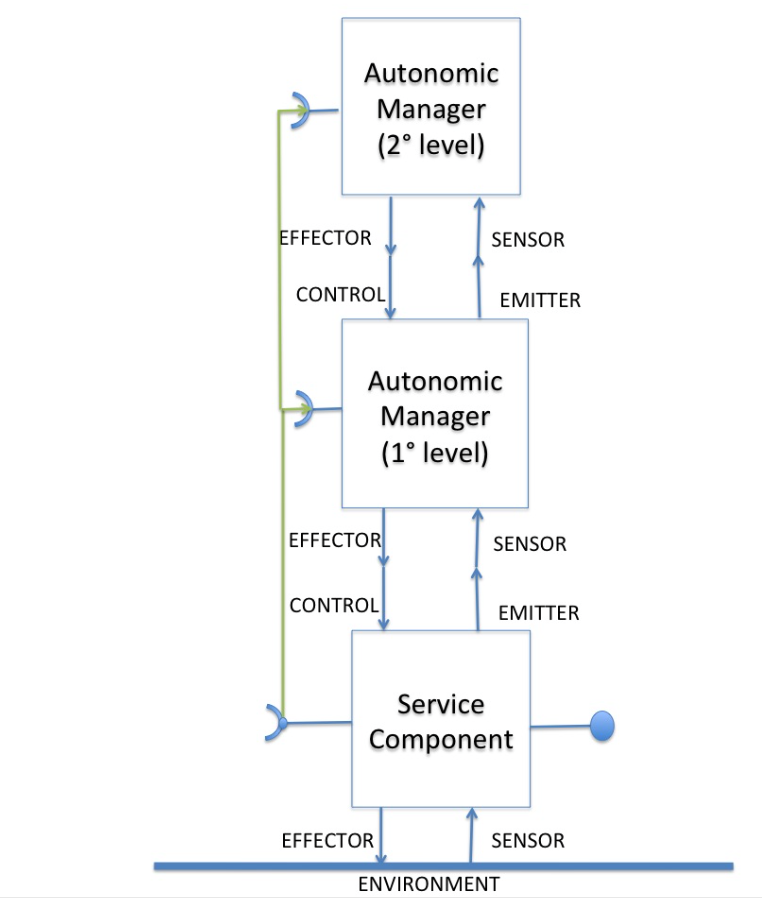 Autonomic
Manager
(2° level)
EFFECTOR
SENSOR
CONTROL
EMITTER
Autonomic
Manager
(1° level)
EFFECTOR
SENSOR
CONTROL
EMITTER
Service
Component
EFFECTOR
SENSOR
ENVIRONMENT